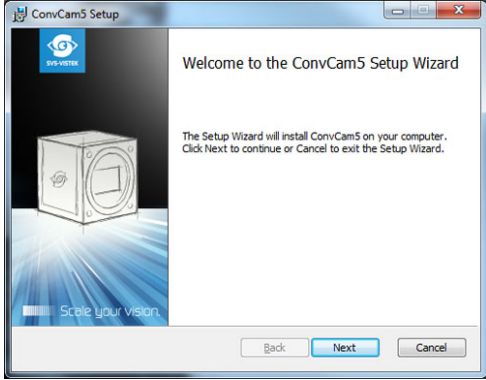 ConvCam5 Setup
SVS-VISTEK
Welcome to the ConvCam5 Setup Wizard
The Setup Wizard will install ConvCam5 on your computer.
Click Next to continue or Cancel to exit the Setup Wizard.
Scale your vision.
Back
Next
Cancel